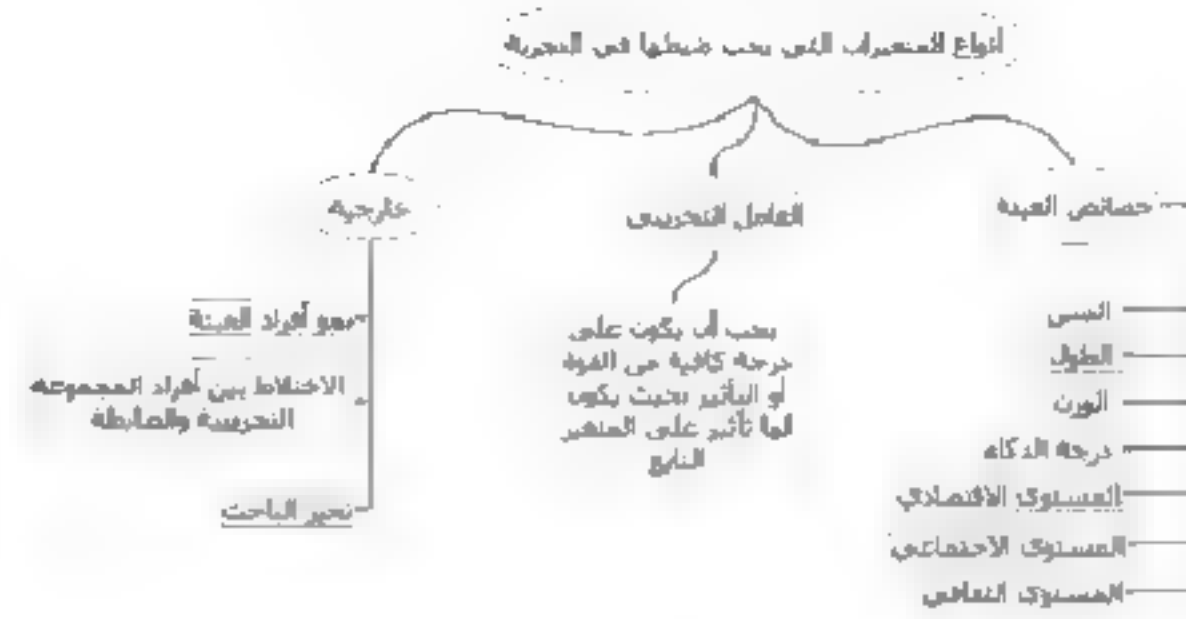 أنواع المتغيرات التي يجب ضبطها في التجربة
خصائص العينة
الجنس
الطول
الوزن
درجة الذكاء
المستوى الاقتصادي
المستوى الاجتماعي
المستوى الثقافي
العامل التجريبي
يجب أن يكون على
درجة كافية من القوة
أو التأثير بحيث يكون
لها تأثير على المتغير
التابع
خارجية
نمو أفراد العينة
الاختلاط بين أفراد المجموعة
التجريبية والضابطة
تحيز الباحث